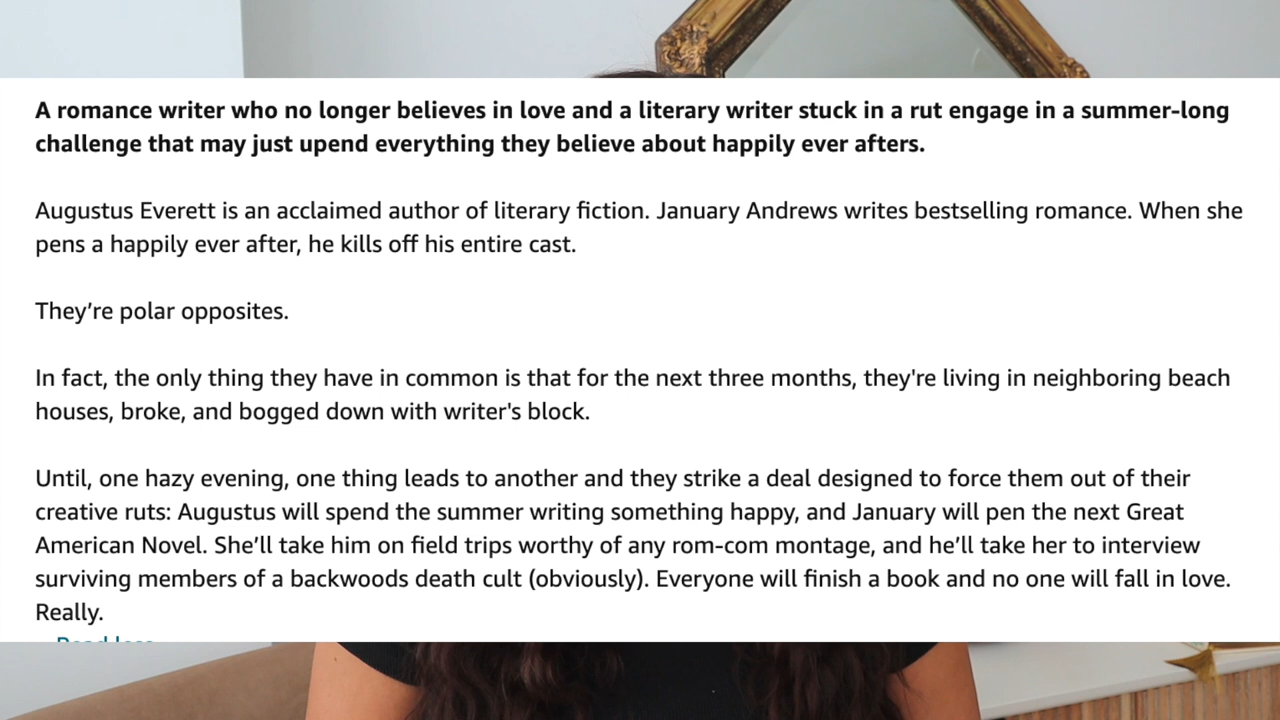 A romance writer who no longer believes in love and a literary writer stuck in a rut engage in a summer-long
challenge that may just upend everything they believe about happily ever afters.
Augustus Everett is an acclaimed author of literary fiction. January Andrews writes bestselling romance. When she
pens a happily ever after, he kills off his entire cast.
They’re polar opposites.
In fact, the only thing they have in common is that for the next three months, they're living in neighboring beach
houses, broke, and bogged down with writer's block.
Until, one hazy evening, one thing leads to another and they strike a deal designed to force them out of their
creative ruts: Augustus will spend the summer writing something happy, and January will pen the next Great
American Novel. She’ll take him on field trips worthy of any rom-com montage, and he’ll take her to interview
surviving members of a backwoods death cult (obviously). Everyone will finish a book and no one will fall in love.
Really.
Read less